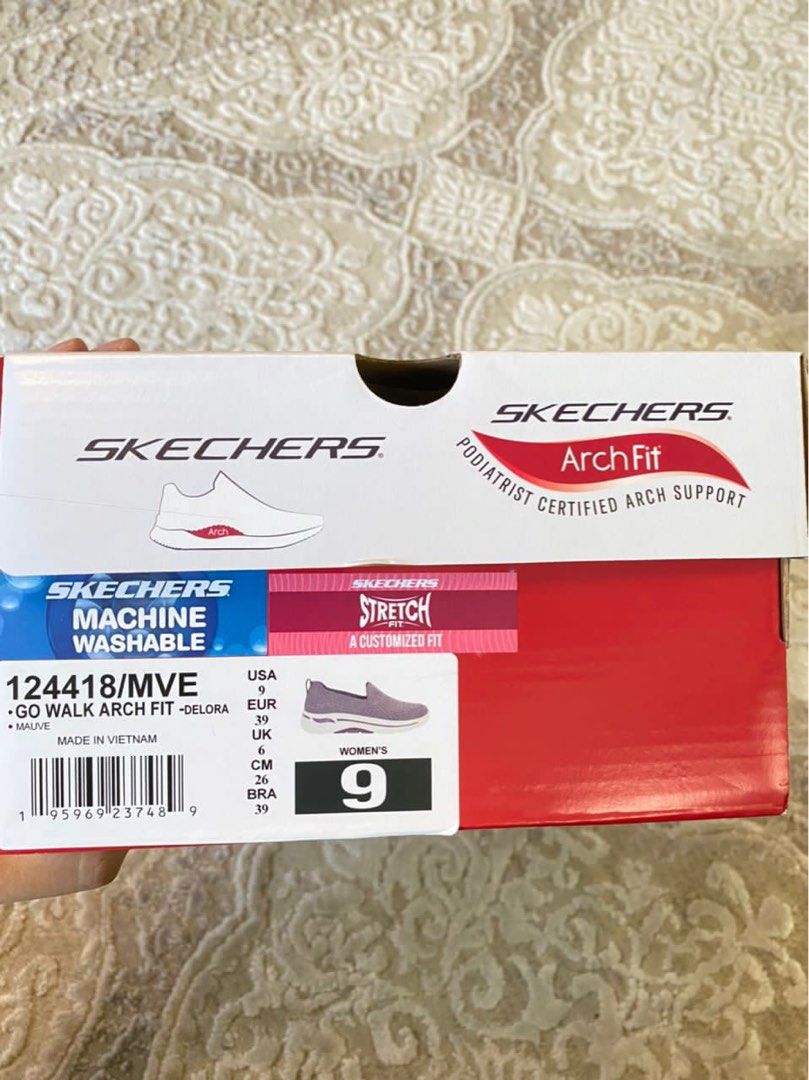 SKECHERS®
Arch
SKECHERS.
Arch Fit
PODIATRIST CERTIFIED ARCH SUPPORT
SKECHERS
MACHINE
WASHABLE
SKECHERS
STRETCH
FIT
A CUSTOMIZED FIT
124418/MVE
• GO WALK ARCH FIT -DELORA
• MAUVE
MADE IN VIETNAM
1 95969 23748 9
USA
9
EUR
39
UK
6
CM
26
BRA
39
WOMEN'S
9